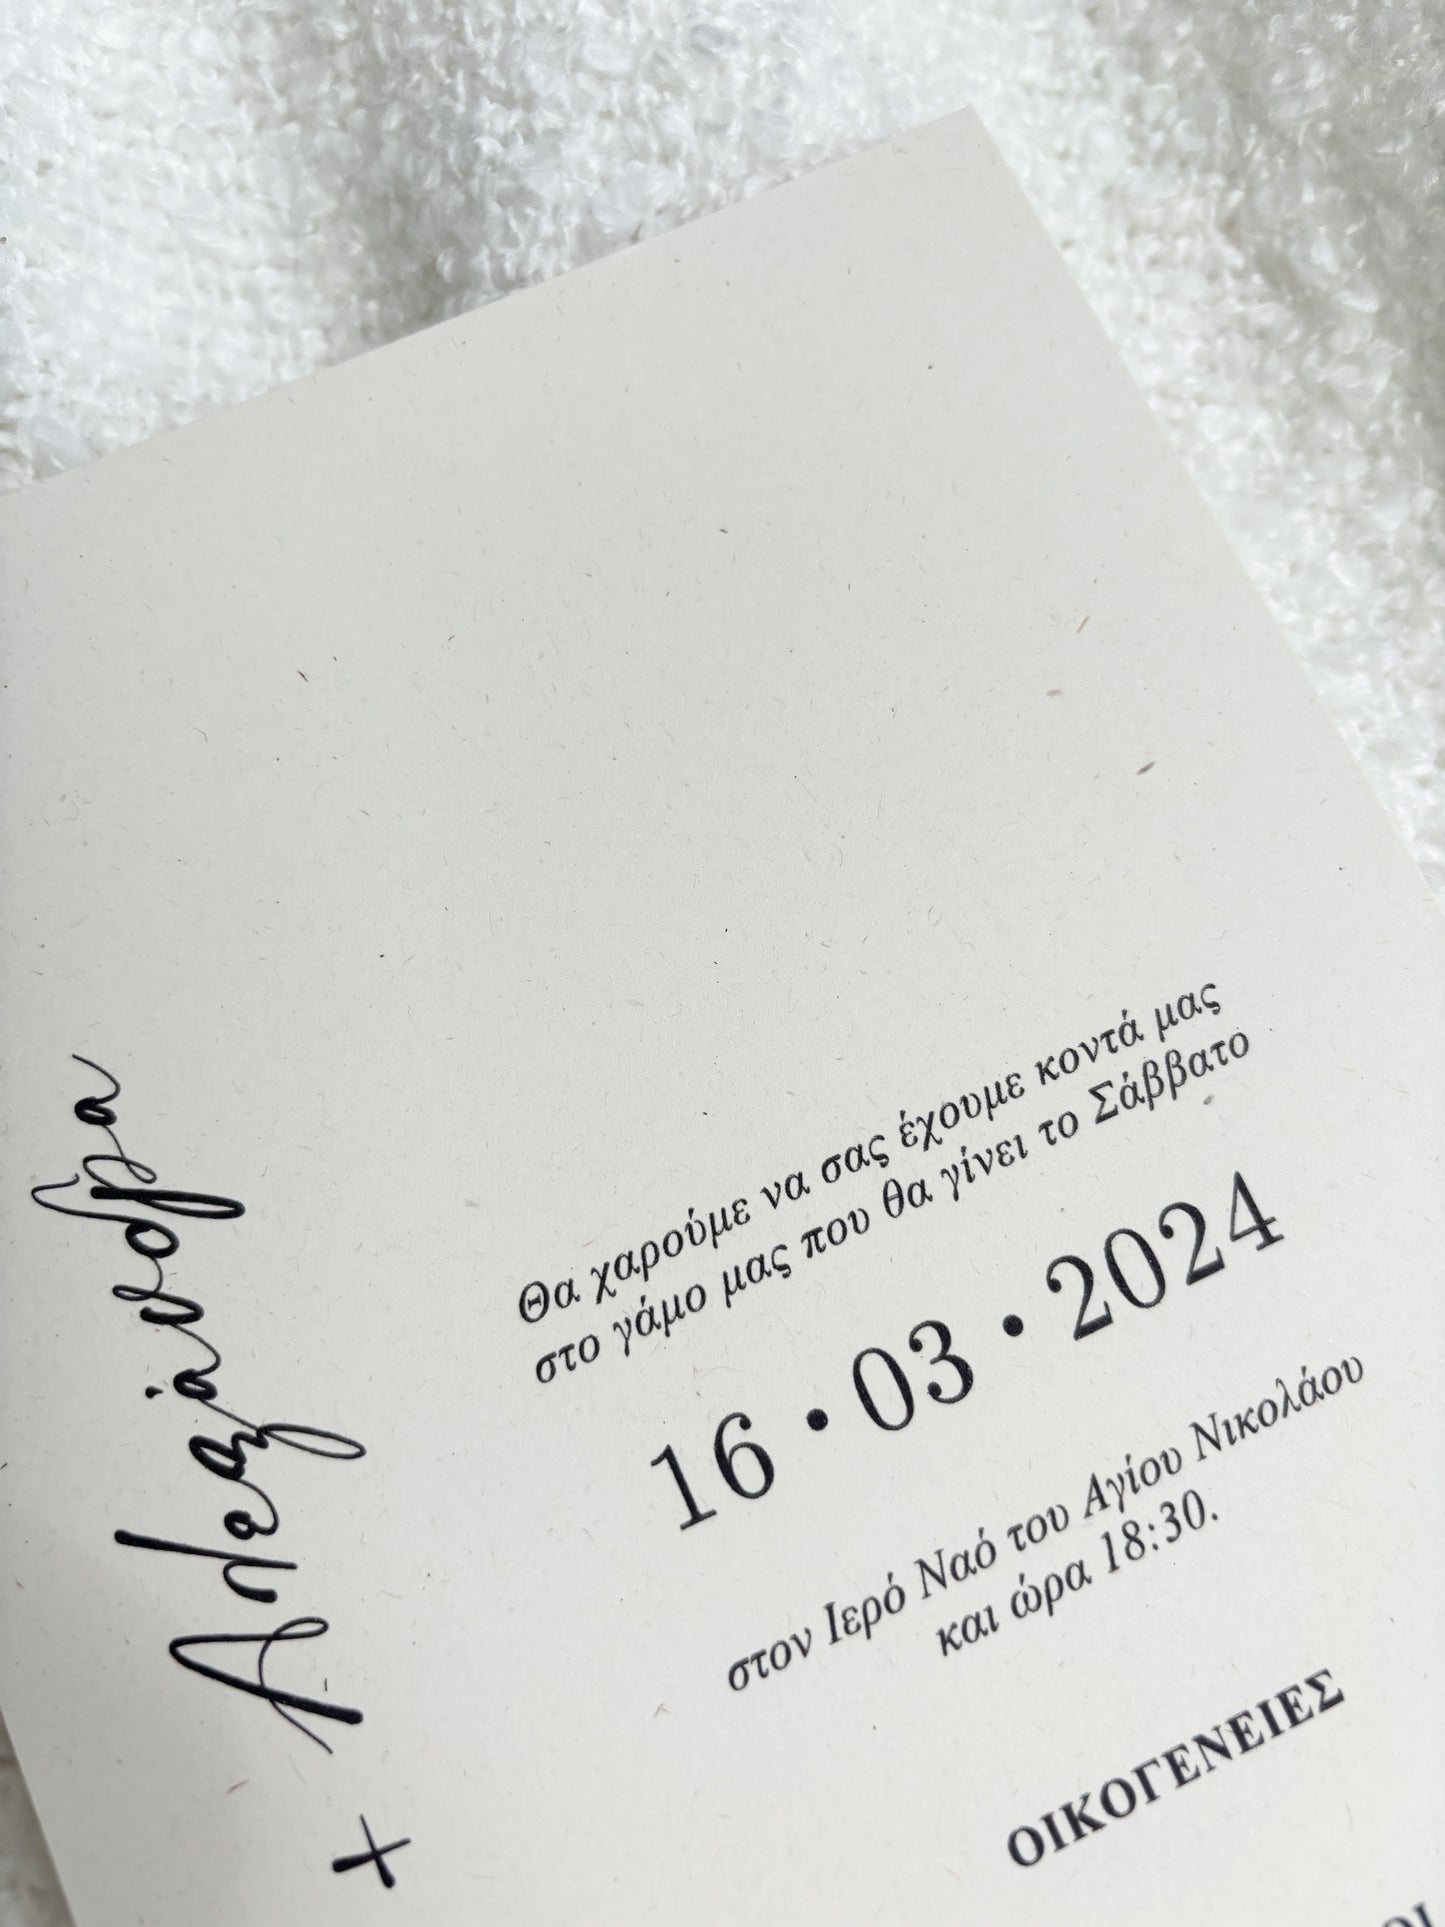 + Αλεξάνδρα
Θα χαρούμε να σας έχουμε κοντά μας
στο γάμο μας που θα γίνει το Σάββατο
16 • 03 • 2024
στον Ιερό Ναό του Αγίου Νικολάου
και ώρα 18:30.
ΟΙΚΟΓΕΝΕΙΕΣ